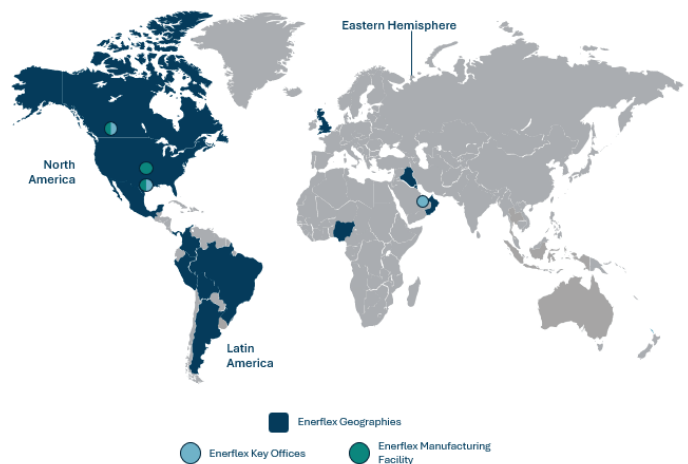 Eastern Hemisphere
North
America
Latin
America
Enerflex Geographies
Enerflex Key Offices
Enerflex Manufacturing
Facility